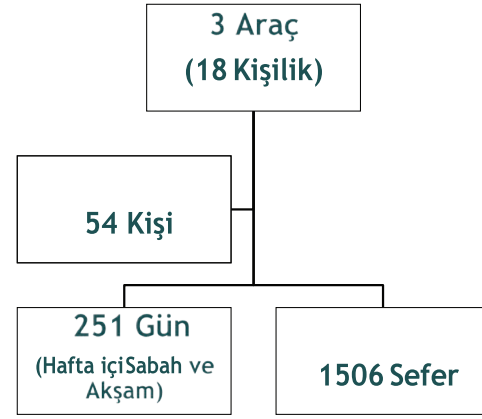 3 Araç
(18 Kişilik)
54 Kişi
251 Gün
(Hafta içiSabah ve
Akşam)
1506 Sefer